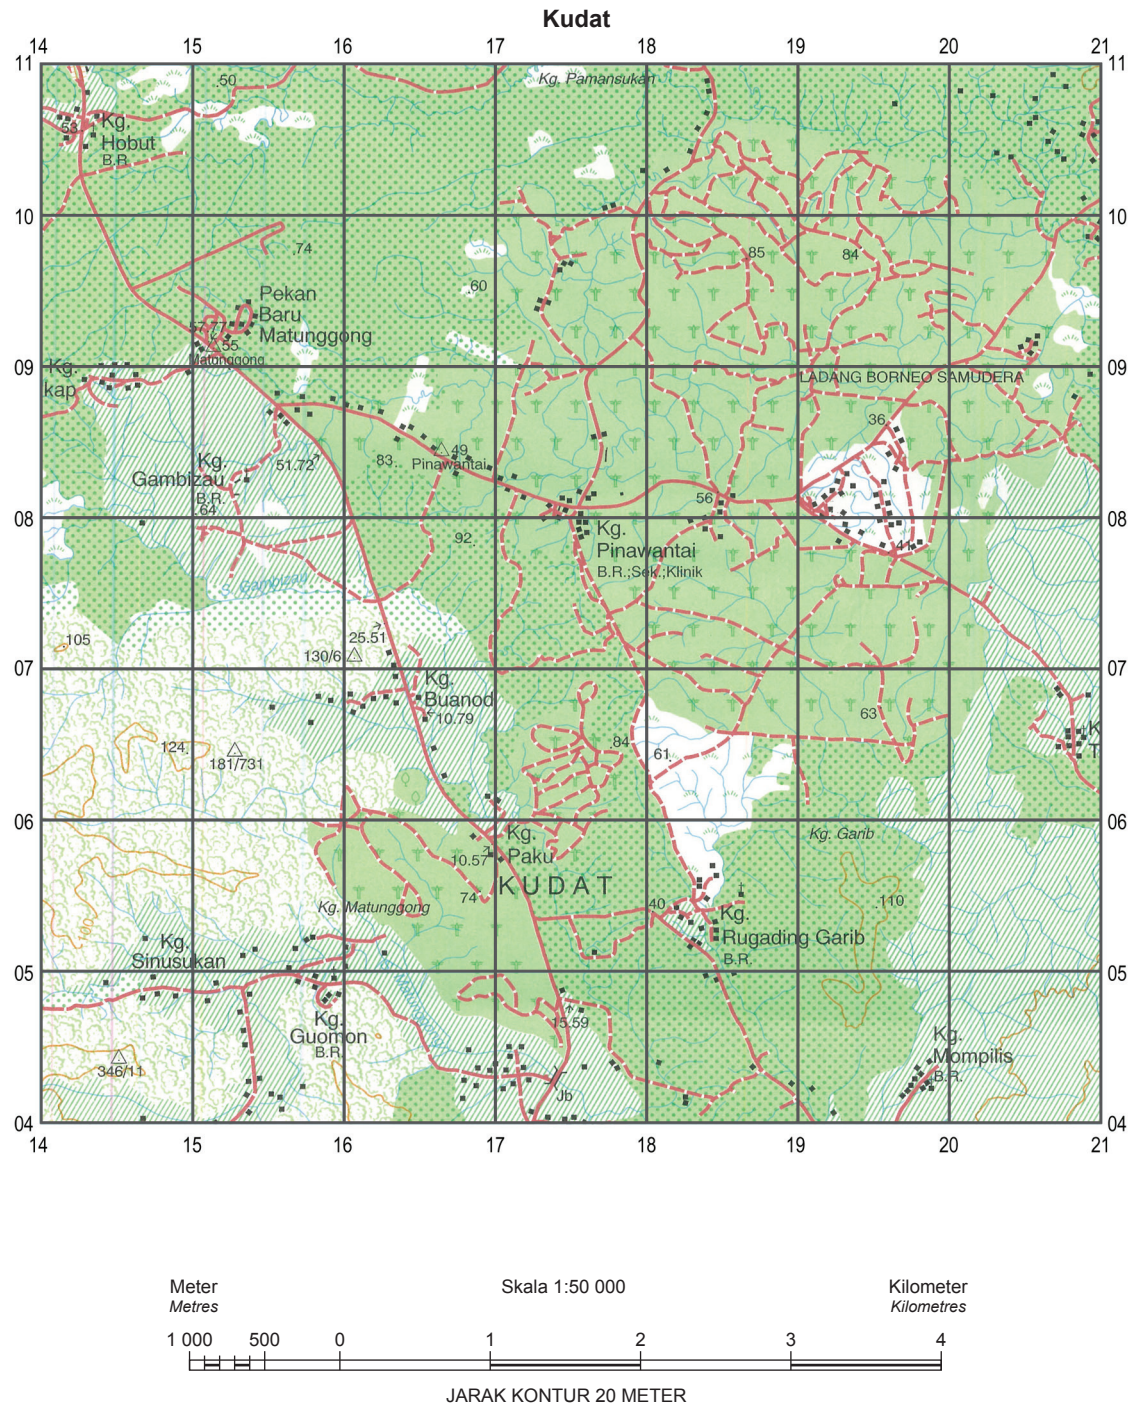 Kudat
14 15 16 17 18 19 20 21
11 11
Kg. Pamansukan
.50
53
Kg.
Hobut
B.R.
10 10
.74
85
84
.60
Pekan
Baru
Matunggong
57.77
55
Matunggong
09 09
Kg.
kap
LADANG BORNEO SAMUDERA
36
49
Pinawantai
83.
51.72
Kg.
Gambizau
B.R.
.64
56
08 08
Kg.
Pinawantai
B.R.;Sek.;Klinik
92.
41
S. Gambizau
105
25.51
130/6
07 07
Kg.
Buanod
10.79
63
K
T
124.
181/731
84
61.
06 06
Kg.
Paku
10.57
Kg. Garib
KUDAT
74
110
100
Kg. Matunggong
40
Kg.
Rugading Garib
B.R.
Kg.
Sinusukan
05 05
15.59
Kg.
Guomon
B.R.
Kg.
Mompilis
B.R.
346/11
Jb
04 04
14 15 16 17 18 19 20 21
Meter Skala 1:50 000 Kilometer
Metres Kilometres
1 000 500 0 1 2 3 4
JARAK KONTUR 20 METER